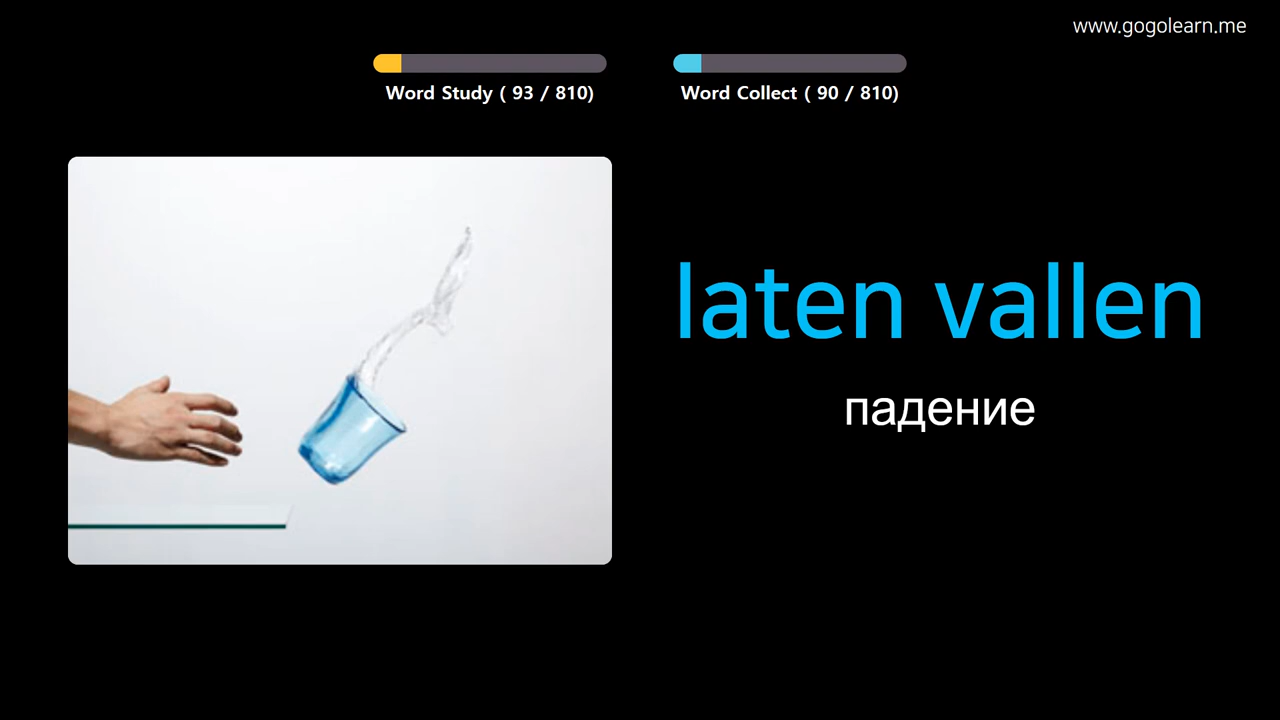 www.gogolearn.me
Word Study ( 93 / 810)
Word Collect ( 90 / 810)
laten vallen
падение